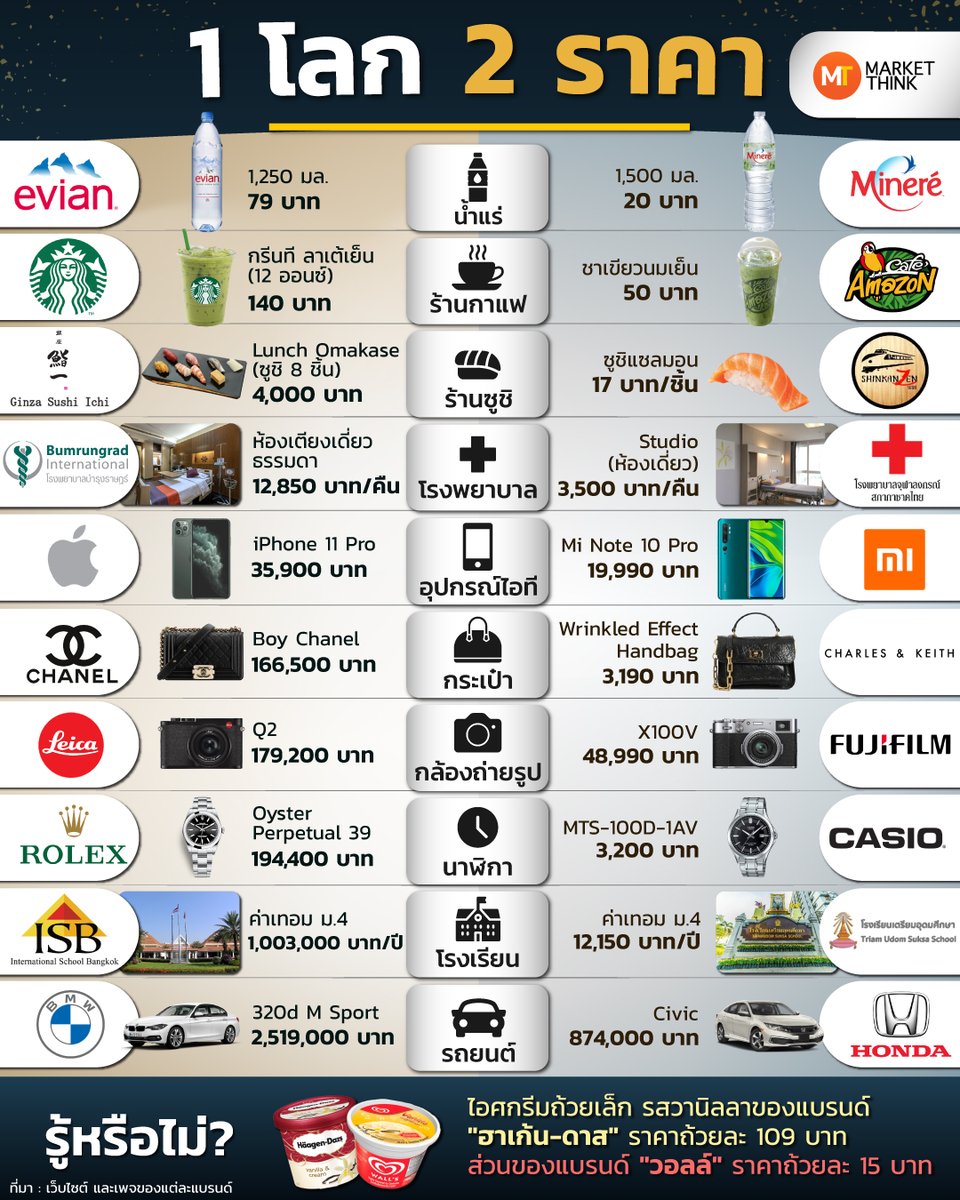 1 โลก 2 ราคา
MT MARKET THINK
evian
evian
1,250 มล.
79 บาท
น้ำแร่
1,500 มล.
20 บาท
Mineré
Mineré
กรีนที ลาเต้เย็น
(12 ออนซ์)
140 บาท
ร้านกาแฟ
ชาเขียวนมเย็น
50 บาท
Café
Amazon
銀座
鮨一
Ginza Sushi Ichi
Lunch Omakase
(ซูชิ 8 ชิ้น)
4,000 บาท
ร้านซูชิ
ซูชิแซลมอน
17 บาท/ชิ้น
SHINKANZEN
Bumrungrad
International
โรงพยาบาลบำรุงราษฎร์
ห้องเตียงเดี่ยว
ธรรมดา
12,850 บาท/คืน
โรงพยาบาล
Studio
(ห้องเดี่ยว)
3,500 บาท/คืน
โรงพยาบาลจุฬาลงกรณ์
สภากาชาดไทย
iPhone 11 Pro
35,900 บาท
อุปกรณ์ไอที
Mi Note 10 Pro
19,990 บาท
mi
CHANEL
Boy Chanel
166,500 บาท
กระเป๋า
Wrinkled Effect
Handbag
3,190 บาท
CHARLES & KEITH
Leica
Q2
179,200 บาท
กล้องถ่ายรูป
X100V
48,990 บาท
FUJIFILM
ROLEX
Oyster
Perpetual 39
194,400 บาท
นาฬิกา
MTS-100D-1AV
3,200 บาท
CASIO
ISB
International School Bangkok
ค่าเทอม ม.4
1,003,000 บาท/ปี
โรงเรียน
ค่าเทอม ม.4
12,150 บาท/ปี
โรงเรียนเตรียมอุดมศึกษา
Triam Udom Suksa School
BMW
320d M Sport
2,519,000 บาท
รถยนต์
Civic
874,000 บาท
HONDA
รู้หรือไม่?
Häagen-Dazs
vanilla & cream
WALL'S
ไอศกรีมถ้วยเล็ก รสวานิลลาของแบรนด์
"ฮาเก้น-ดาส" ราคาถ้วยละ 109 บาท
ส่วนของแบรนด์ "วอลล์" ราคาถ้วยละ 15 บาท
ที่มา : เว็บไซต์ และเพจของแต่ละแบรนด์